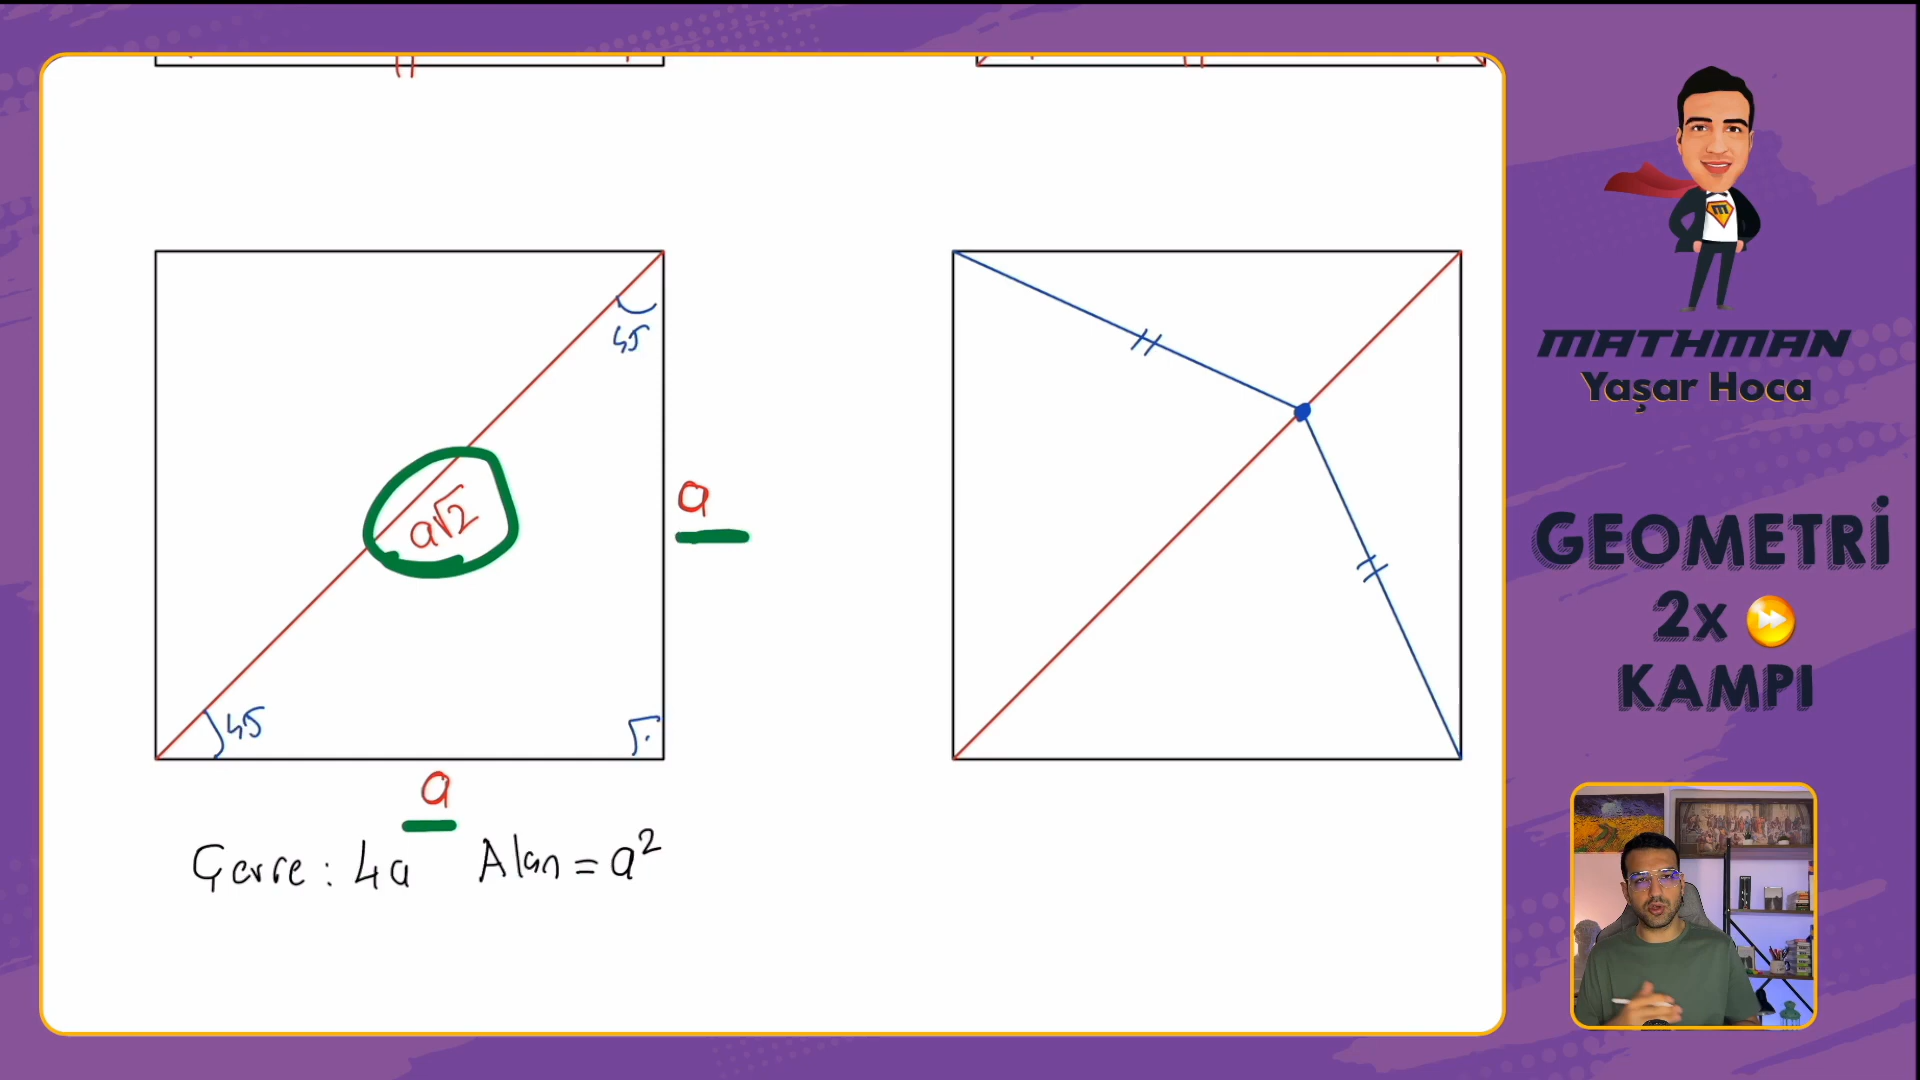 45
a√2
a
45
a
Çevre : 4a Alan = a²
MATHMAN
Yaşar Hoca
GEOMETRİ
2x
KAMPI